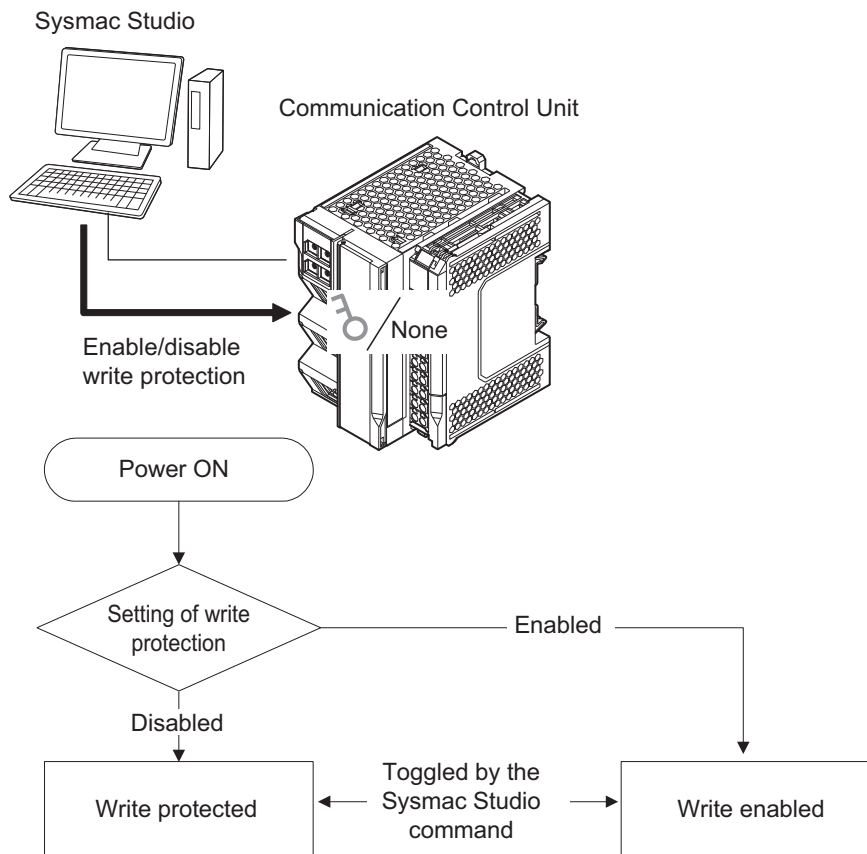 Sysmac Studio
Communication Control Unit
None
Enable/disable
write protection
Power ON
Setting of write
protection
Enabled
Disabled
Write protected
Toggled by the
Sysmac Studio
command
Write enabled